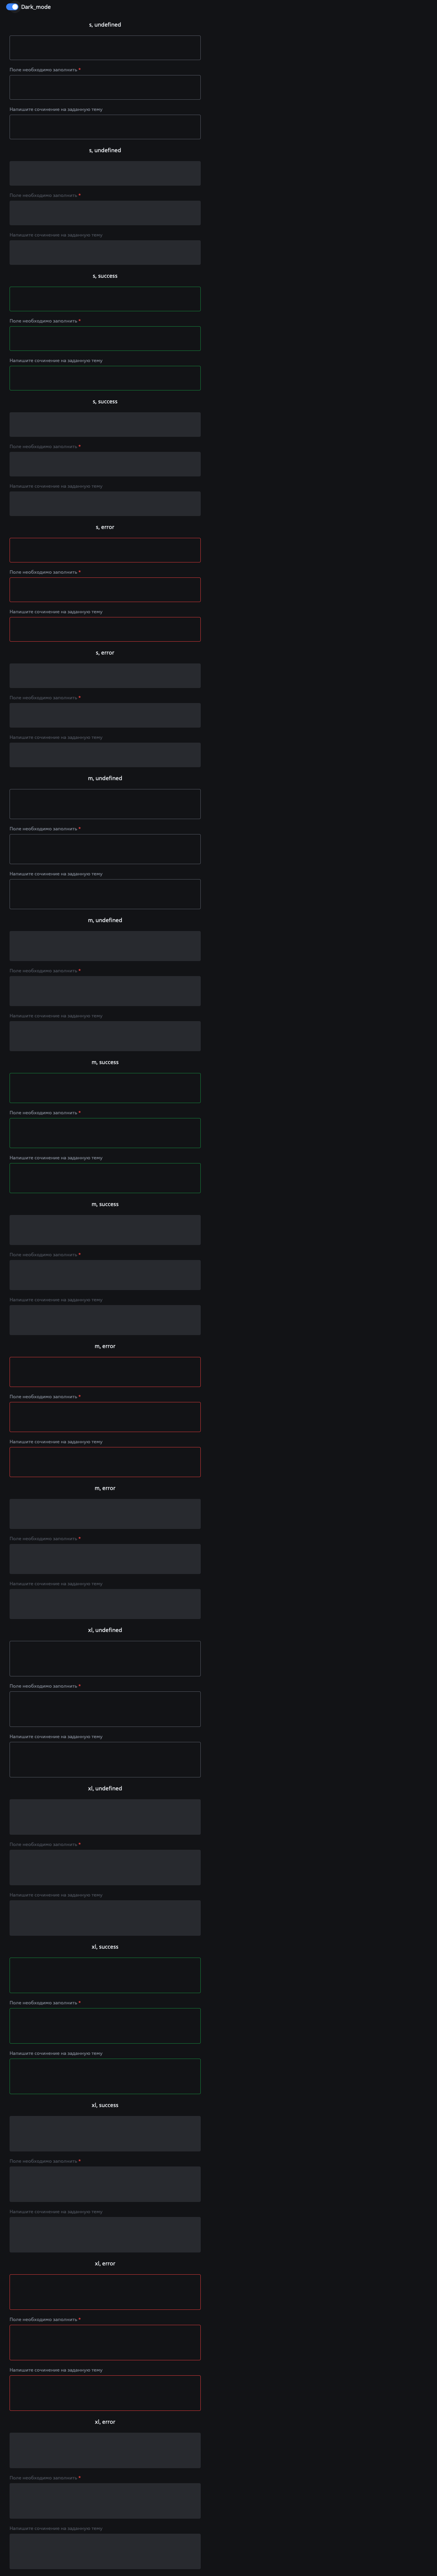 Dark_mode
s, undefined
Поле необходимо заполнить *
Напишите сочинение на заданную тему
s, undefined
Поле необходимо заполнить *
Напишите сочинение на заданную тему
s, success
Поле необходимо заполнить *
Напишите сочинение на заданную тему
s, success
Поле необходимо заполнить *
Напишите сочинение на заданную тему
s, error
Поле необходимо заполнить *
Напишите сочинение на заданную тему
s, error
Поле необходимо заполнить *
Напишите сочинение на заданную тему
m, undefined
Поле необходимо заполнить *
Напишите сочинение на заданную тему
m, undefined
Поле необходимо заполнить *
Напишите сочинение на заданную тему
m, success
Поле необходимо заполнить *
Напишите сочинение на заданную тему
m, success
Поле необходимо заполнить *
Напишите сочинение на заданную тему
m, error
Поле необходимо заполнить *
Напишите сочинение на заданную тему
m, error
Поле необходимо заполнить *
Напишите сочинение на заданную тему
xl, undefined
Поле необходимо заполнить *
Напишите сочинение на заданную тему
xl, undefined
Поле необходимо заполнить *
Напишите сочинение на заданную тему
xl, success
Поле необходимо заполнить *
Напишите сочинение на заданную тему
xl, success
Поле необходимо заполнить *
Напишите сочинение на заданную тему
xl, error
Поле необходимо заполнить *
Напишите сочинение на заданную тему
xl, error
Поле необходимо заполнить *
Напишите сочинение на заданную тему